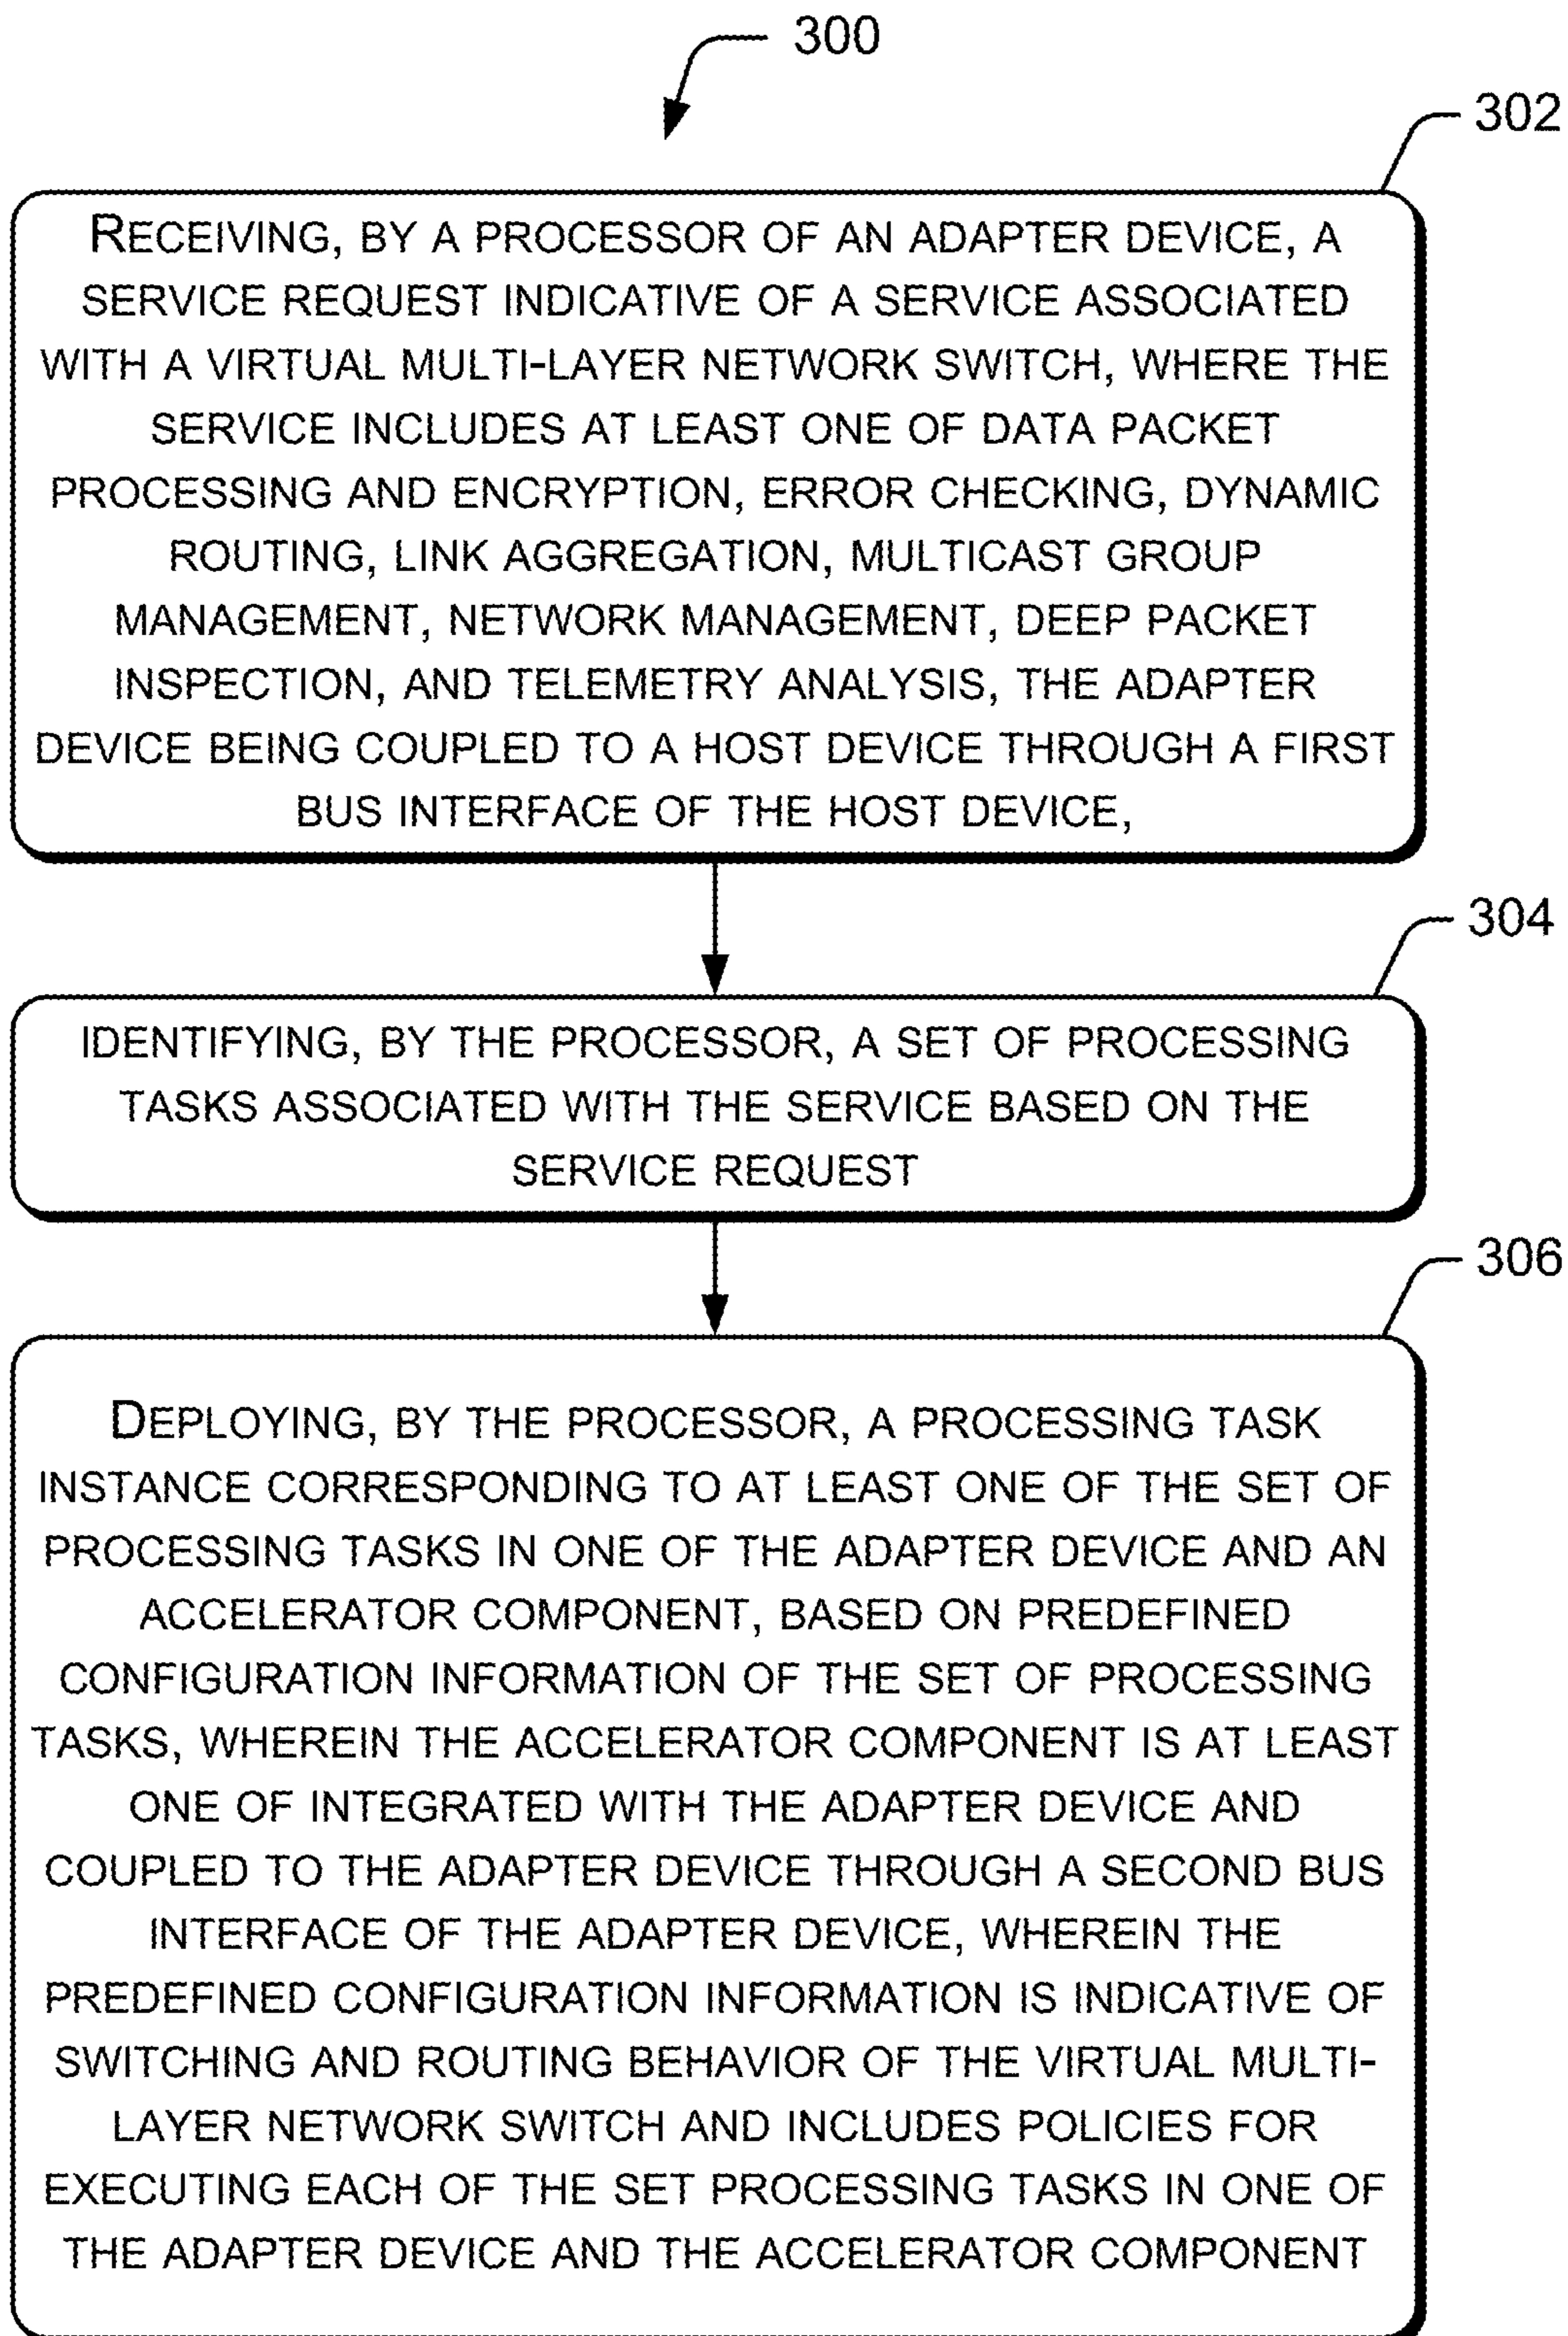 300
302
RECEIVING, BY A PROCESSOR OF AN ADAPTER DEVICE, A
SERVICE REQUEST INDICATIVE OF A SERVICE ASSOCIATED
WITH A VIRTUAL MULTI-LAYER NETWORK SWITCH, WHERE THE
SERVICE INCLUDES AT LEAST ONE OF DATA PACKET
PROCESSING AND ENCRYPTION, ERROR CHECKING, DYNAMIC
ROUTING, LINK AGGREGATION, MULTICAST GROUP
MANAGEMENT, NETWORK MANAGEMENT, DEEP PACKET
INSPECTION, AND TELEMETRY ANALYSIS, THE ADAPTER
DEVICE BEING COUPLED TO A HOST DEVICE THROUGH A FIRST
BUS INTERFACE OF THE HOST DEVICE,
304
IDENTIFYING, BY THE PROCESSOR, A SET OF PROCESSING
TASKS ASSOCIATED WITH THE SERVICE BASED ON THE
SERVICE REQUEST
306
DEPLOYING, BY THE PROCESSOR, A PROCESSING TASK
INSTANCE CORRESPONDING TO AT LEAST ONE OF THE SET OF
PROCESSING TASKS IN ONE OF THE ADAPTER DEVICE AND AN
ACCELERATOR COMPONENT, BASED ON PREDEFINED
CONFIGURATION INFORMATION OF THE SET OF PROCESSING
TASKS, WHEREIN THE ACCELERATOR COMPONENT IS AT LEAST
ONE OF INTEGRATED WITH THE ADAPTER DEVICE AND
COUPLED TO THE ADAPTER DEVICE THROUGH A SECOND BUS
INTERFACE OF THE ADAPTER DEVICE, WHEREIN THE
PREDEFINED CONFIGURATION INFORMATION IS INDICATIVE OF
SWITCHING AND ROUTING BEHAVIOR OF THE VIRTUAL MULTI-
LAYER NETWORK SWITCH AND INCLUDES POLICIES FOR
EXECUTING EACH OF THE SET PROCESSING TASKS IN ONE OF
THE ADAPTER DEVICE AND THE ACCELERATOR COMPONENT